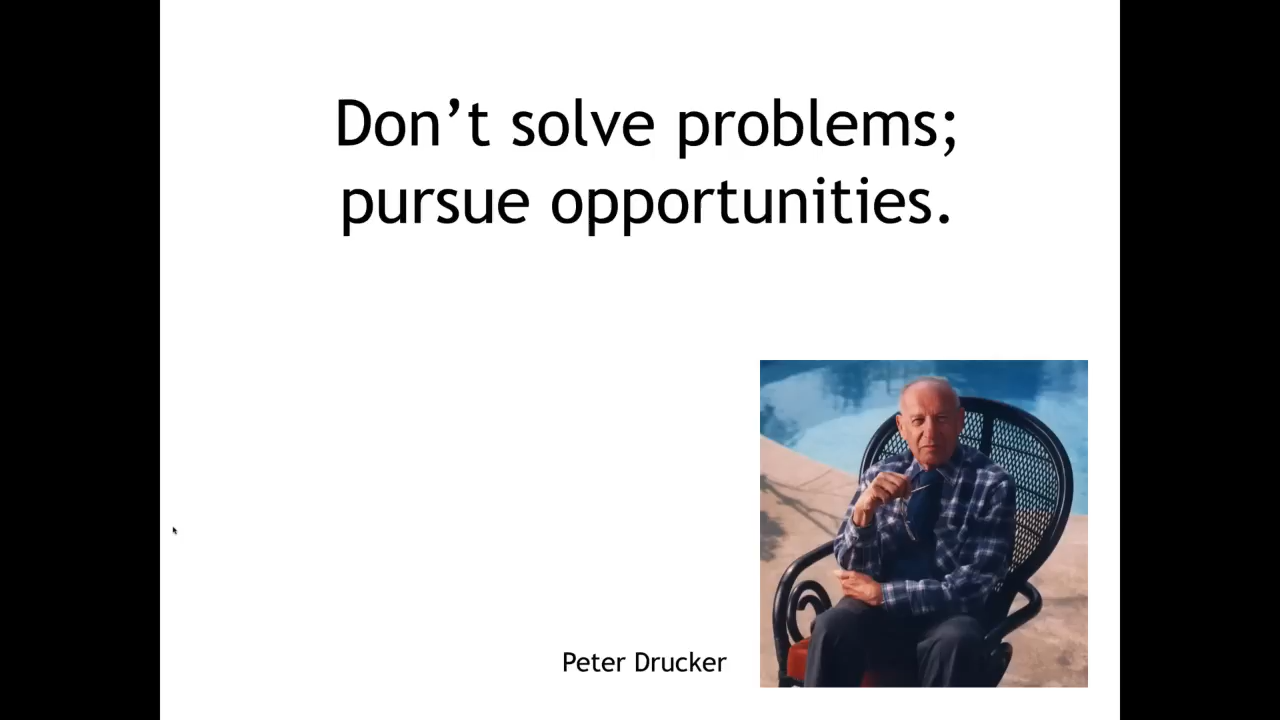 Don’t solve problems;
pursue opportunities.
Peter Drucker